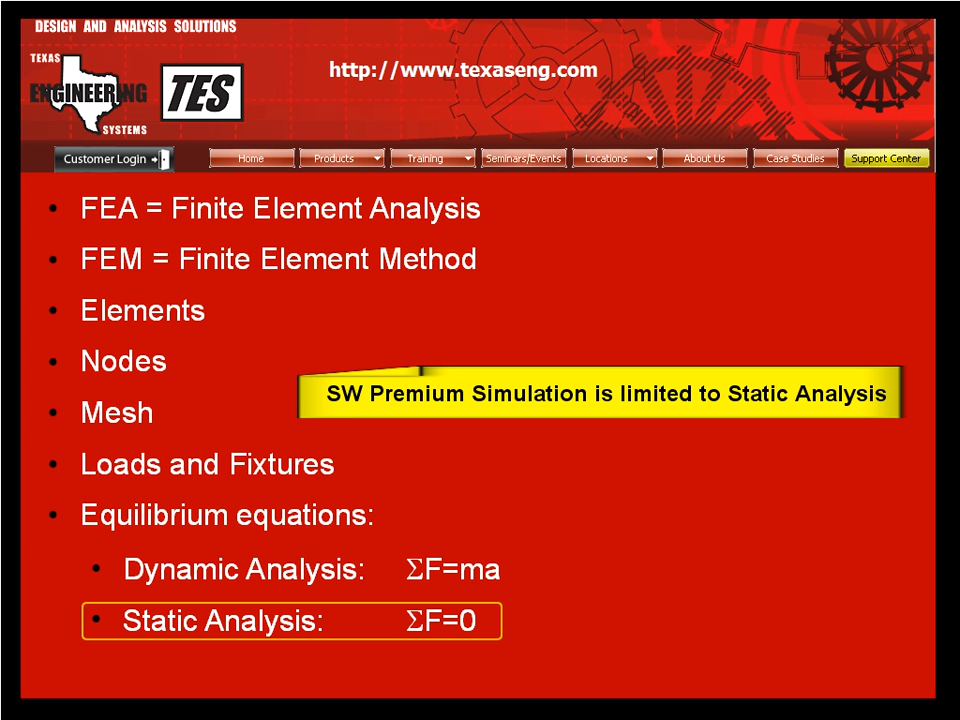 DESIGN AND ANALYSIS SOLUTIONS
TEXAS
ENGINEERING
SYSTEMS
TES
http://www.texaseng.com
Customer Login
Home
Products
Training
Seminars/Events
Locations
About Us
Case Studies
Support Center
• FEA = Finite Element Analysis
• FEM = Finite Element Method
• Elements
• Nodes
SW Premium Simulation is limited to Static Analysis
• Mesh
• Loads and Fixtures
• Equilibrium equations:
• Dynamic Analysis: ΣF=ma
• Static Analysis: ΣF=0